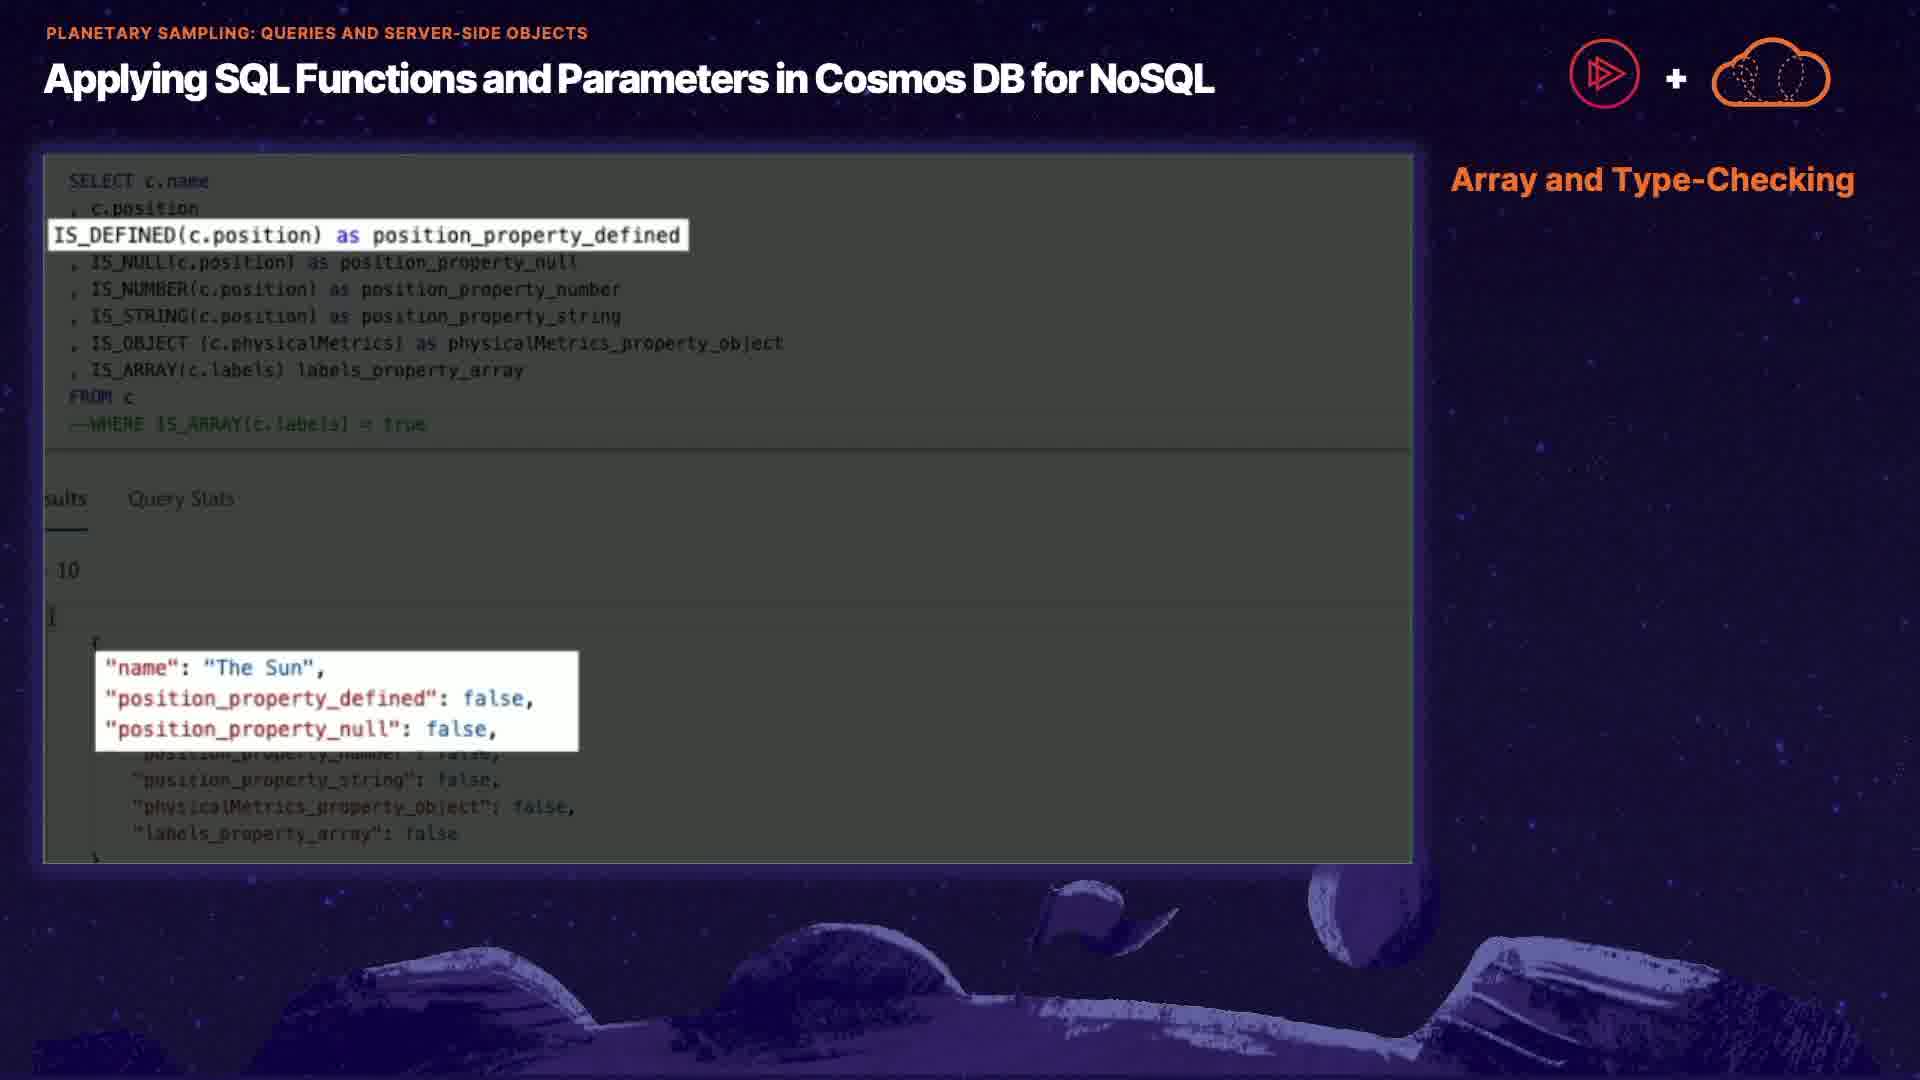 PLANETARY SAMPLING: QUERIES AND SERVER-SIDE OBJECTS
Applying SQL Functions and Parameters in Cosmos DB for NoSQL
+
Array and Type-Checking
SELECT c.name
, c.position
IS_DEFINED(c.position) as position_property_defined
, IS_NULL(c.position) as position_property_null
, IS_NUMBER(c.position) as position_property_number
, IS_STRING(c.position) as position_property_string
, IS_OBJECT (c.physicalMetrics) as physicalMetrics_property_object
, IS_ARRAY(c.labels) labels_property_array
FROM c
--WHERE IS_ARRAY(c.labels) = true
sults Query Stats
10
[
{
"name": "The Sun",
"position_property_defined": false,
"position_property_null": false,
"position_property_number": false,
"position_property_string": false,
"physicalMetrics_property_object": false,
"labels_property_array": false
}